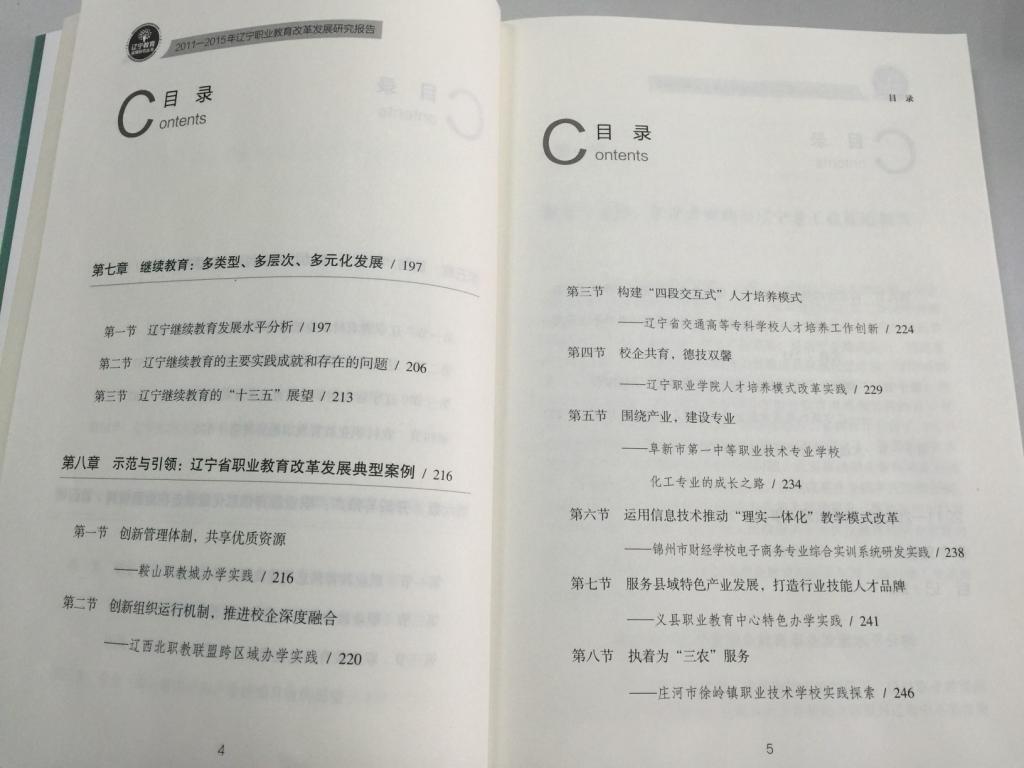 辽宁教育
2011—2015年辽宁职业教育改革发展研究报告
目 录
Contents
第七章 继续教育：多类型、多层次、多元化发展 / 197
第一节 辽宁继续教育发展水平分析 / 197
第二节 辽宁继续教育的主要实践成就和存在的问题 / 206
第三节 辽宁继续教育的“十三五”展望 / 213
第八章 示范与引领：辽宁省职业教育改革发展典型案例 / 216
第一节 创新管理体制，共享优质资源
——鞍山职教城办学实践 / 216
第二节 创新组织运行机制，推进校企深度融合
——辽西北职教联盟跨区域办学实践 / 220
4
目 录
目 录
Contents
第三节 构建“四段交互式”人才培养模式
——辽宁省交通高等专科学校人才培养工作创新 / 224
第四节 校企共育，德技双馨
——辽宁职业学院人才培养模式改革实践 / 229
第五节 围绕产业，建设专业
——阜新市第一中等职业技术专业学校
化工专业的成长之路 / 234
第六节 运用信息技术推动“理实一体化”教学模式改革
——锦州市财经学校电子商务专业综合实训系统研发实践 / 238
第七节 服务县域特色产业发展，打造行业技能人才品牌
——义县职业教育中心特色办学实践 / 241
第八节 执着为“三农”服务
——庄河市徐岭镇职业技术学校实践探索 / 246
5